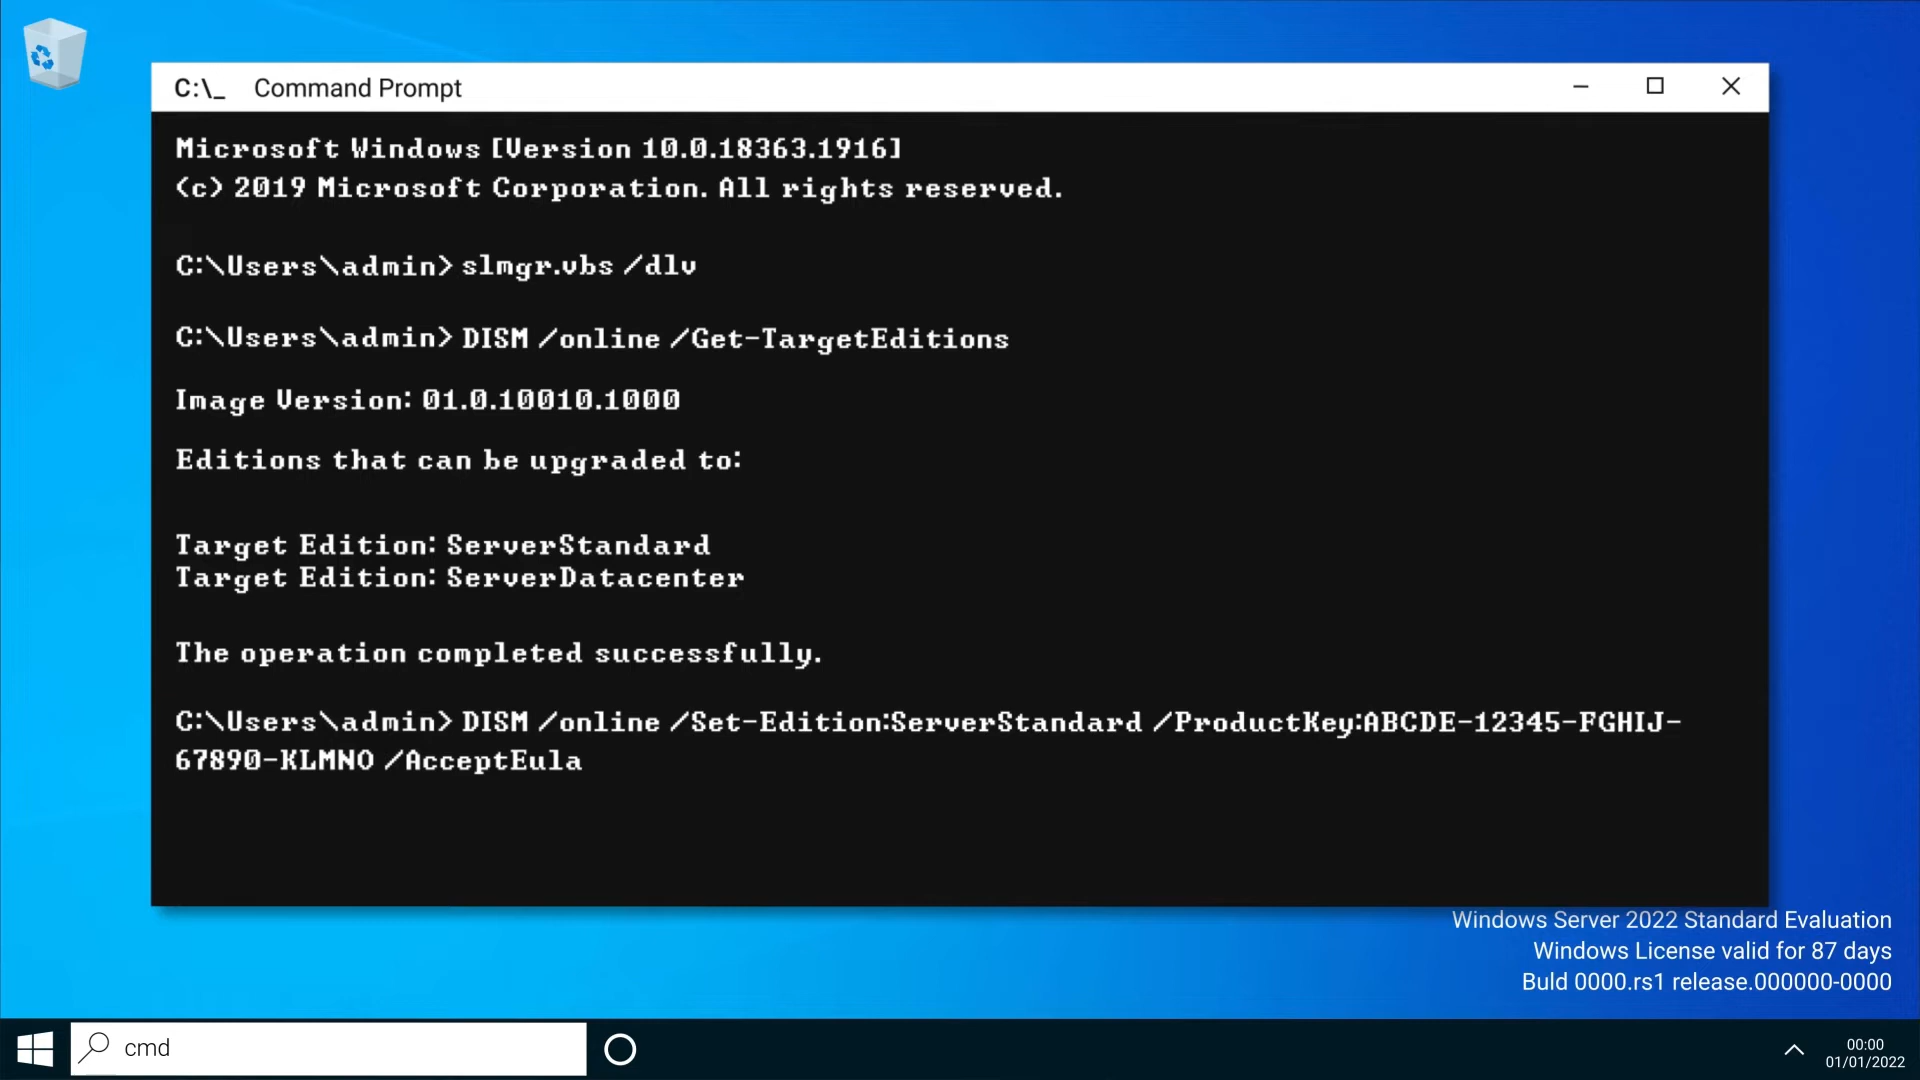 C:\_ Command Prompt
Microsoft Windows [Version 10.0.18363.1916]
(c) 2019 Microsoft Corporation. All rights reserved.
C:\Users\admin> slmgr.vbs /dlv
C:\Users\admin> DISM /online /Get-TargetEditions
Image Version: 01.0.10010.1000
Editions that can be upgraded to:
Target Edition: ServerStandard
Target Edition: ServerDatacenter
The operation completed successfully.
C:\Users\admin> DISM /online /Set-Edition:ServerStandard /ProductKey:ABCDE-12345-FGHIJ-
67890-KLMNO /AcceptEula
Windows Server 2022 Standard Evaluation
Windows License valid for 87 days
Buld 0000.rs1 release.000000-0000
cmd
00:00
01/01/2022